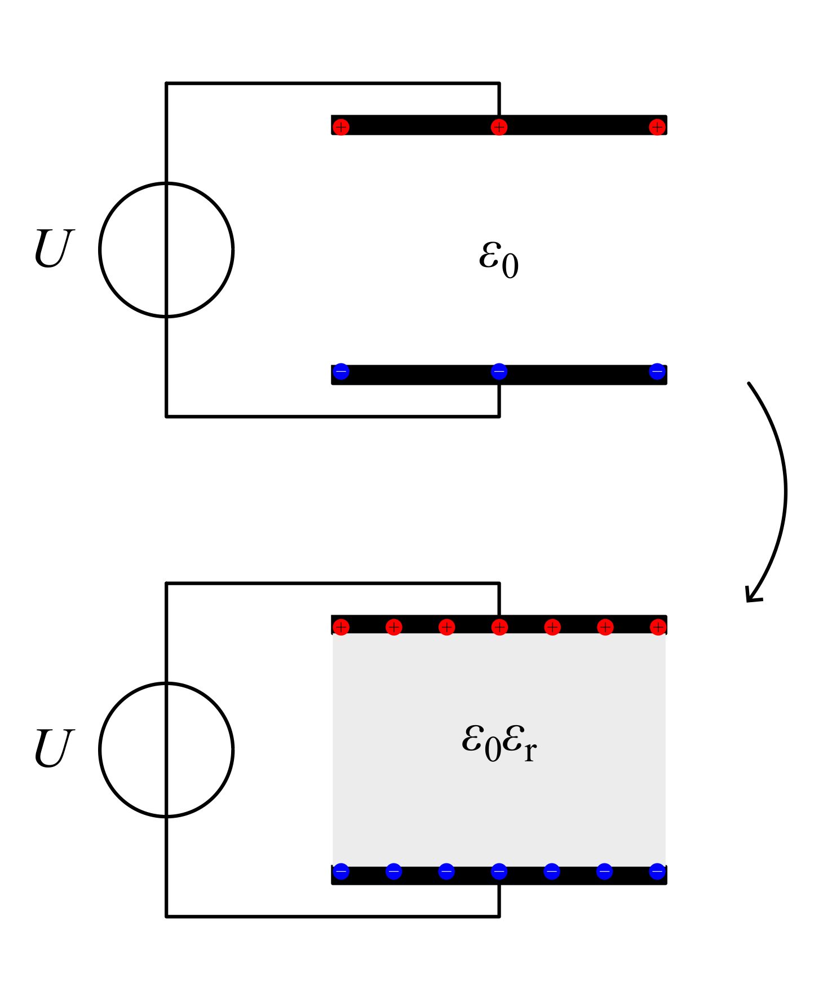 + + +
U
ε₀
− − −
+ + + + + + +
U
ε₀εᵣ
− − − − − − −